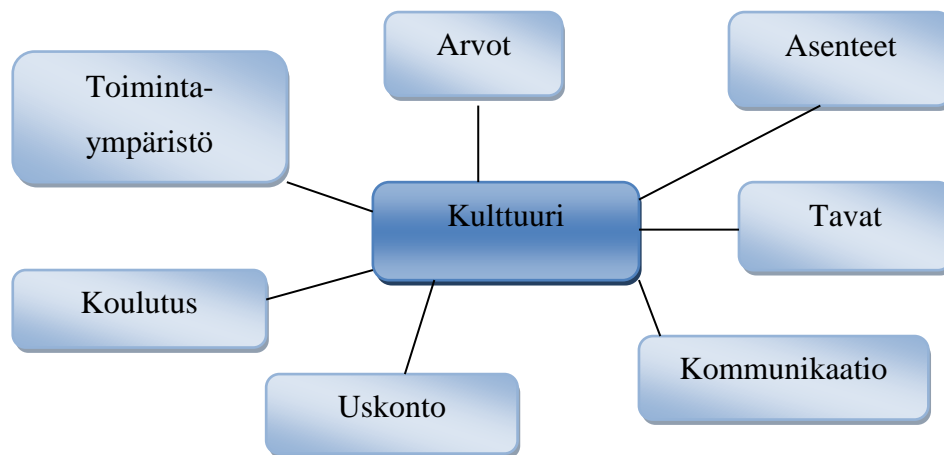 Arvot
Asenteet
Toiminta-
ympäristö
Kulttuuri
Tavat
Koulutus
Kommunikaatio
Uskonto